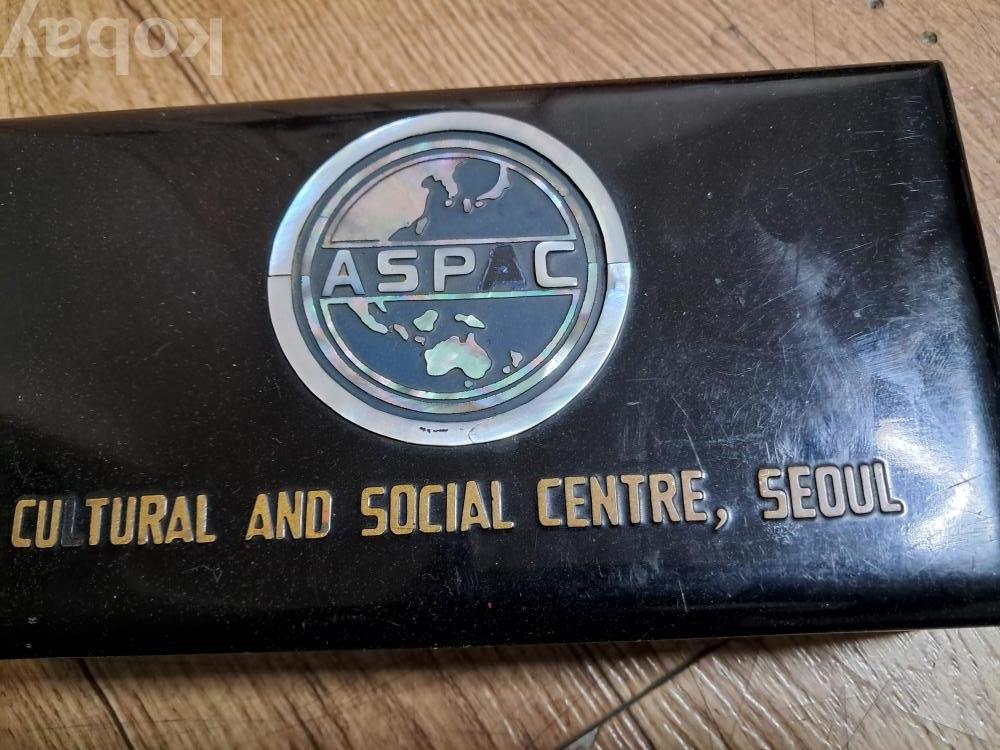 kobay
ASPAC
CULTURAL AND SOCIAL CENTRE, SEOUL